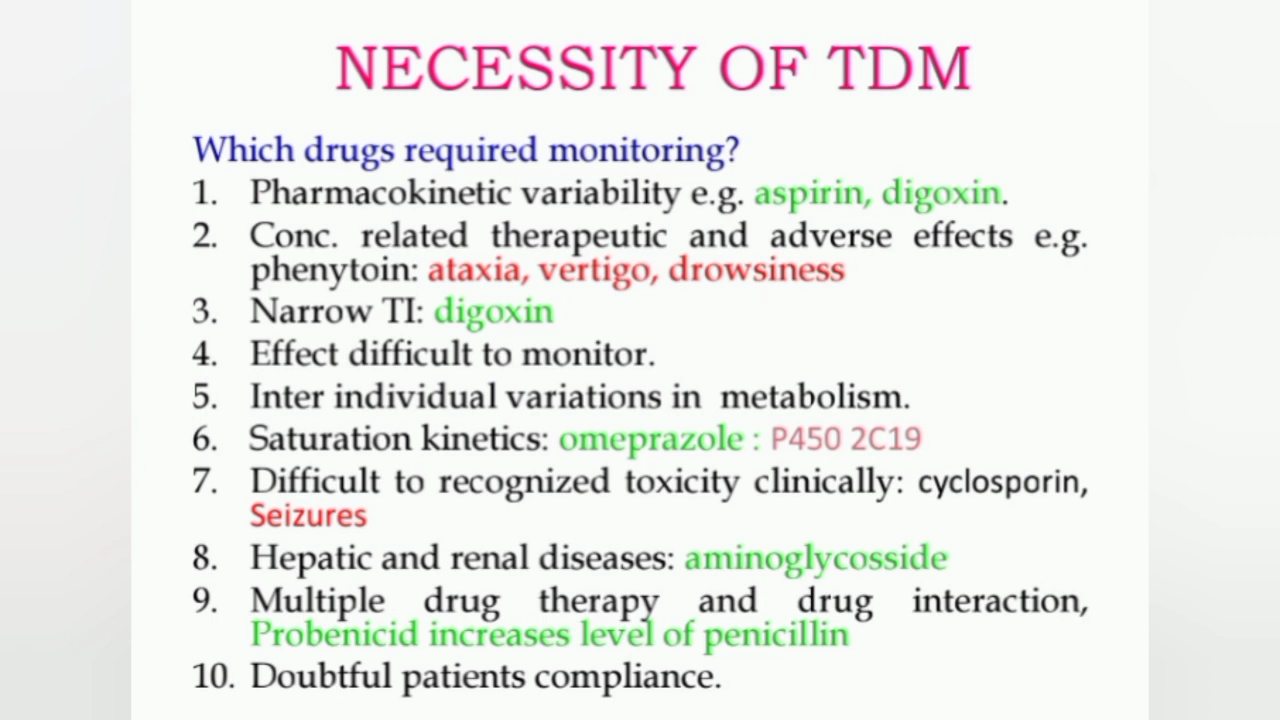 NECESSITY OF TDM
Which drugs required monitoring?
1. Pharmacokinetic variability e.g. aspirin, digoxin.
2. Conc. related therapeutic and adverse effects e.g.
phenytoin: ataxia, vertigo, drowsiness
3. Narrow TI: digoxin
4. Effect difficult to monitor.
5. Inter individual variations in metabolism.
6. Saturation kinetics: omeprazole : P450 2C19
7. Difficult to recognized toxicity clinically: cyclosporin,
Seizures
8. Hepatic and renal diseases: aminoglycosside
9. Multiple drug therapy and drug interaction,
Probenicid increases level of penicillin
10. Doubtful patients compliance.